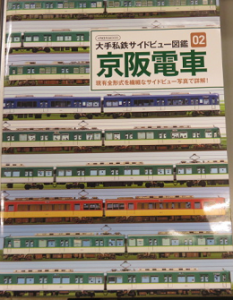 大手私鉄サイドビュー図鑑 02
京阪電車
現有全形式を精細なサイドビュー写真で詳解!